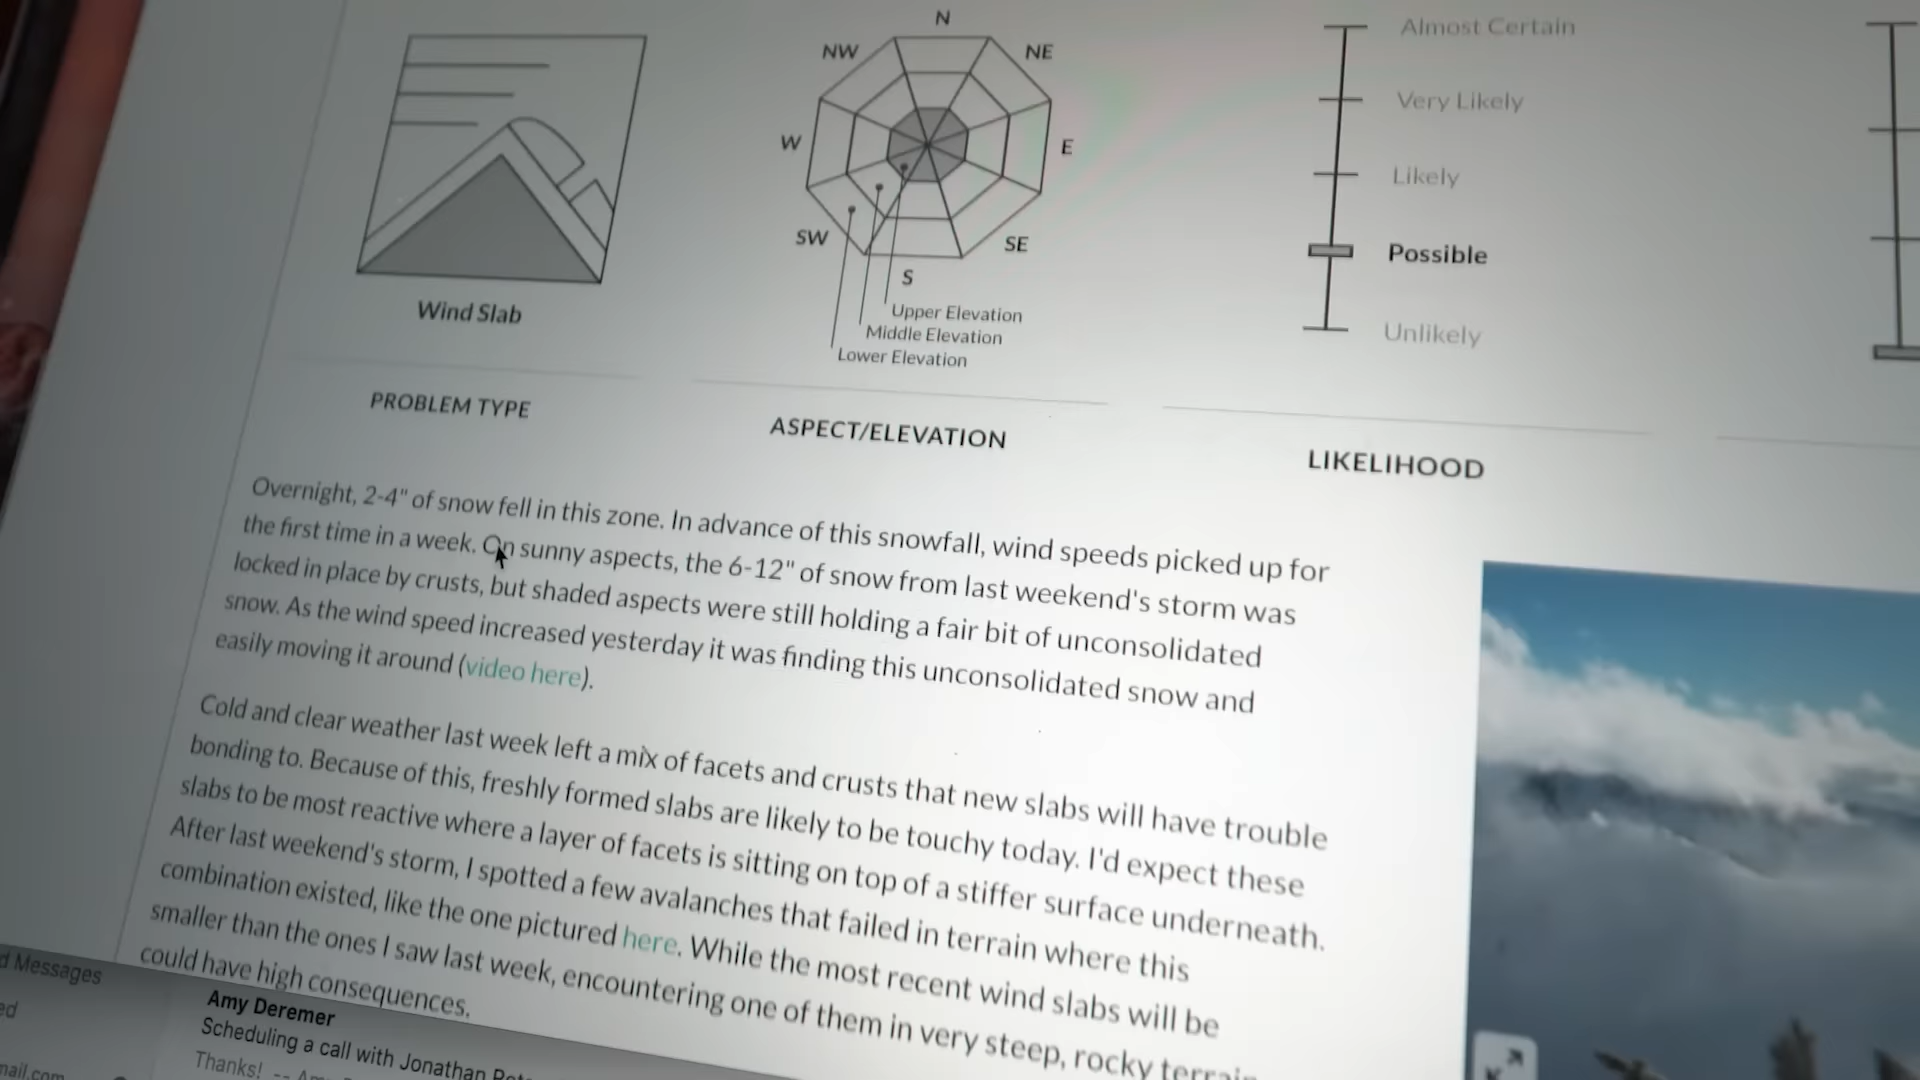 N
NW
NE
W
E
SW
SE
S
Upper Elevation
Middle Elevation
Lower Elevation
Wind Slab
Almost Certain
Very Likely
Likely
Possible
Unlikely
PROBLEM TYPE
ASPECT/ELEVATION
LIKELIHOOD
Overnight, 2-4" of snow fell in this zone. In advance of this snowfall, wind speeds picked up for
the first time in a week. On sunny aspects, the 6-12" of snow from last weekend's storm was
locked in place by crusts, but shaded aspects were still holding a fair bit of unconsolidated
snow. As the wind speed increased yesterday it was finding this unconsolidated snow and
easily moving it around (video here).
Cold and clear weather last week left a mix of facets and crusts that new slabs will have trouble
bonding to. Because of this, freshly formed slabs are likely to be touchy today. I'd expect these
slabs to be most reactive where a layer of facets is sitting on top of a stiffer surface underneath.
After last weekend's storm, I spotted a few avalanches that failed in terrain where this
combination existed, like the one pictured here. While the most recent wind slabs will be
smaller than the ones I saw last week, encountering one of them in very steep, rocky terrain
could have high consequences.
Messages
Amy Deremer
Scheduling a call with Jonathan
Thanks! --